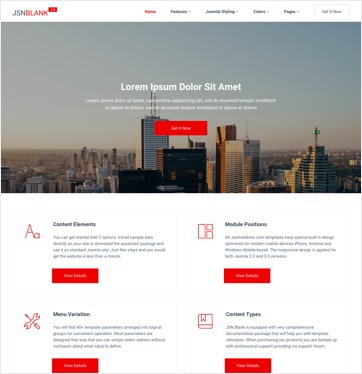 JSNBLANK
Home Features Joomla! Styling Colors Pages Get It Now
Lorem Ipsum Dolor Sit Amet
Lorem ipsum dolor sit amet, consectetur adipisicing elit, sed do eiusmod tempor incididunt
ut labore et dolore. sed do eiusmod tempor incididunt ut labore et dolore
Get It Now
Content Elements
You can get started with 2 options: install sample data
directly on your site or download the quickstart package and
use it as standard Joomla site. Just few steps and you would
get the website in less than a minute.
View Details
Module Positions
All JoomlaShine.com templates have special built-in design
optimized for modern mobile devices iPhone, Android and
Windows Mobile. The responsive design is applied for
both Joomla 2.5 and 3.0 versions.
View Details
Menu Variation
You will find 40+ template parameters arranged into logical
groups for convenient operation. Most parameters are
designed that way that you can simply select options without
confusion about what value to define.
View Details
Content Types
JSN Blank is equipped with very comprehensive
documentation package that will help you with template
utilization. When purchasing our products you are backed up
with professional support providing via support forum.
View Details